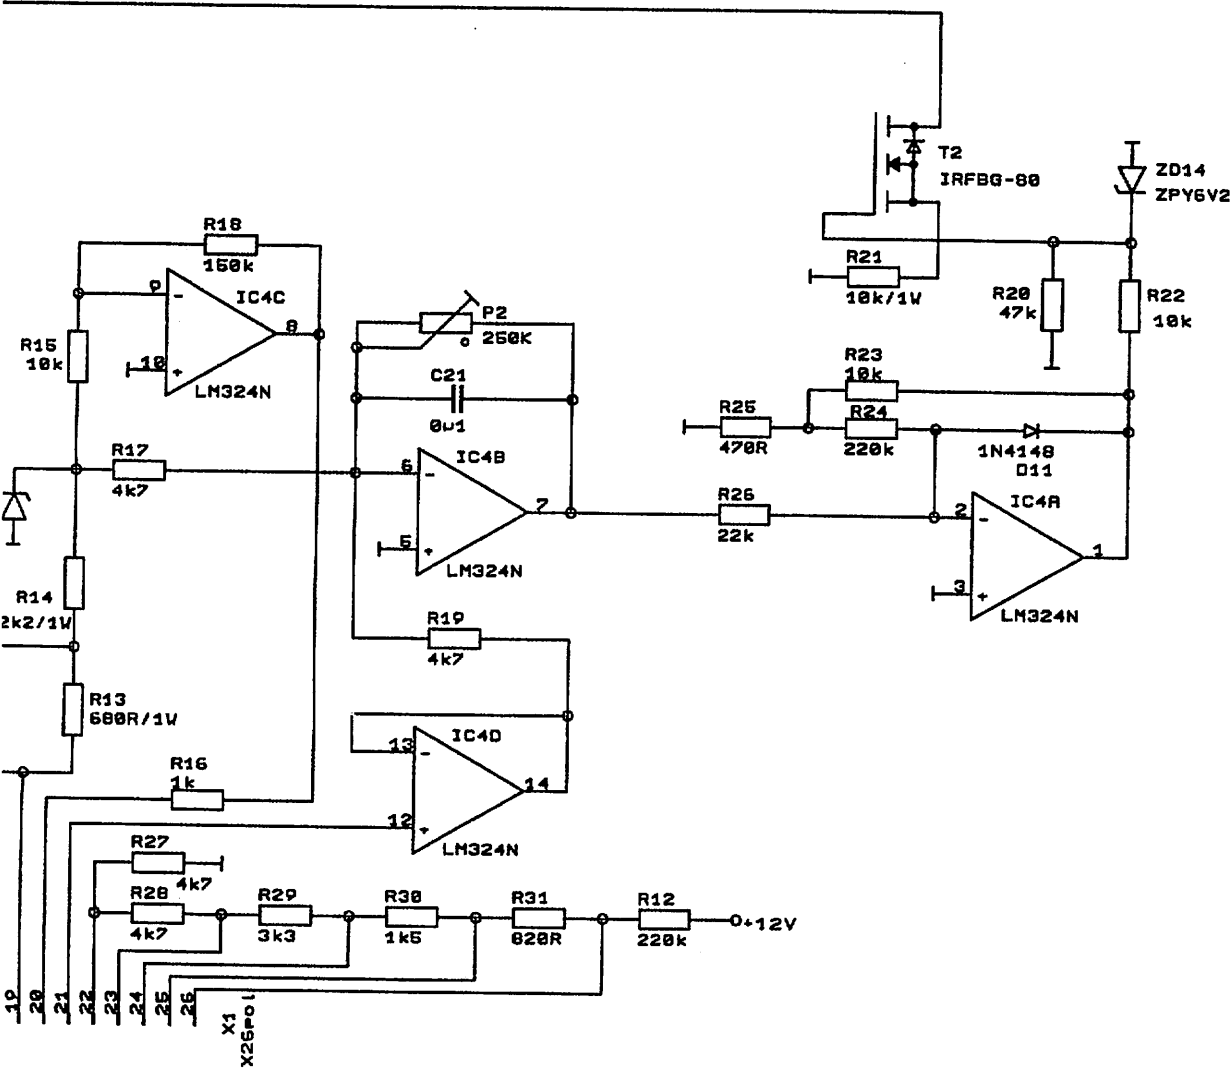 T2
IRFBG-80
ZD14
ZPY6V2
R18
150k
9
-
IC4C
8
10
+
LM324N
R15
10k
R21
10k/1W
R20
47k
R22
10k
P2
250K
C21
0µ1
R23
10k
R25
470R
R24
220k
1N4148
D11
R17
4k7
6
-
IC4B
7
5
+
LM324N
R26
22k
2
-
IC4A
1
3
+
LM324N
R14
2k2/1W
R19
4k7
R13
680R/1W
13
-
IC4D
14
12
+
LM324N
R16
1k
R27
4k7
R28
4k7
R29
3k3
R30
1k5
R31
820R
R12
220k
+12V
19
20
21
22
23
24
25
26
X1
X26pol